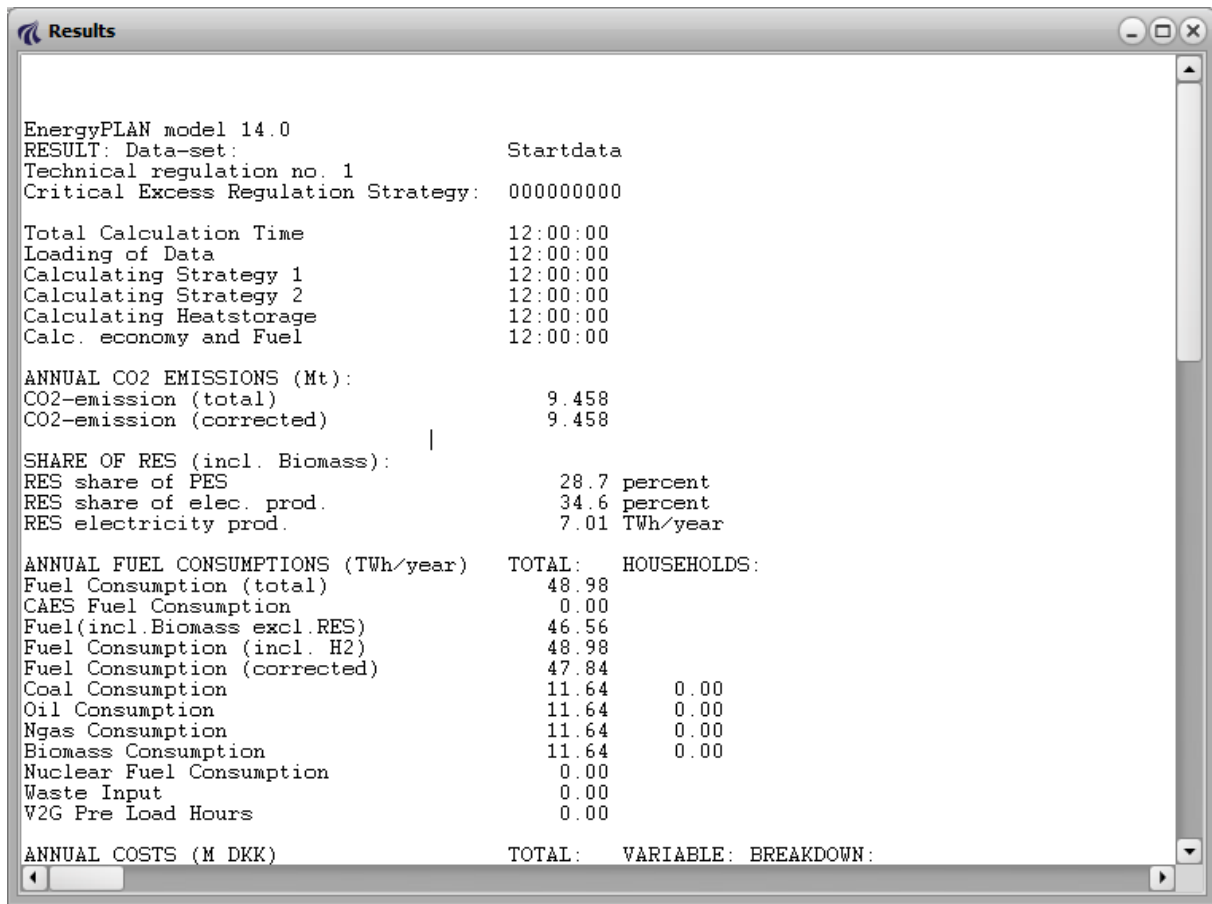 Results
EnergyPLAN model 14.0
RESULT: Data-set: Startdata
Technical regulation no. 1
Critical Excess Regulation Strategy: 000000000
Total Calculation Time 12:00:00
Loading of Data 12:00:00
Calculating Strategy 1 12:00:00
Calculating Strategy 2 12:00:00
Calculating Heatstorage 12:00:00
Calc. economy and Fuel 12:00:00
ANNUAL CO2 EMISSIONS (Mt):
CO2-emission (total) 9.458
CO2-emission (corrected) 9.458
SHARE OF RES (incl. Biomass):
RES share of PES 28.7 percent
RES share of elec. prod. 34.6 percent
RES electricity prod. 7.01 TWh/year
ANNUAL FUEL CONSUMPTIONS (TWh/year) TOTAL: HOUSEHOLDS:
Fuel Consumption (total) 48.98
CAES Fuel Consumption 0.00
Fuel(incl.Biomass excl.RES) 46.56
Fuel Consumption (incl. H2) 48.98
Fuel Consumption (corrected) 47.84
Coal Consumption 11.64 0.00
Oil Consumption 11.64 0.00
Ngas Consumption 11.64 0.00
Biomass Consumption 11.64 0.00
Nuclear Fuel Consumption 0.00
Waste Input 0.00
V2G Pre Load Hours 0.00
ANNUAL COSTS (M DKK) TOTAL: VARIABLE: BREAKDOWN: